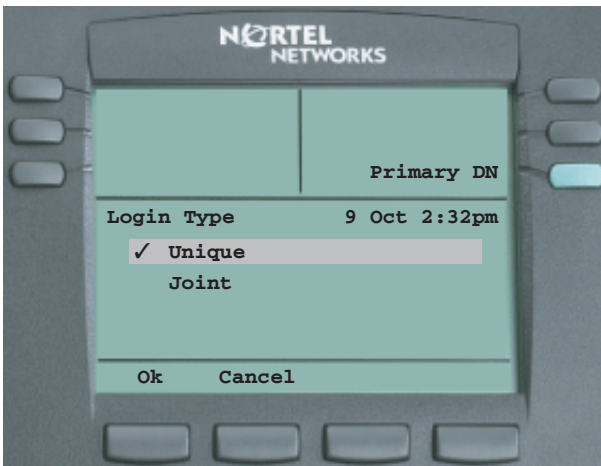 NORTEL
NETWORKS
Primary DN
Login Type 9 Oct 2:32pm
✓ Unique
Joint
Ok Cancel